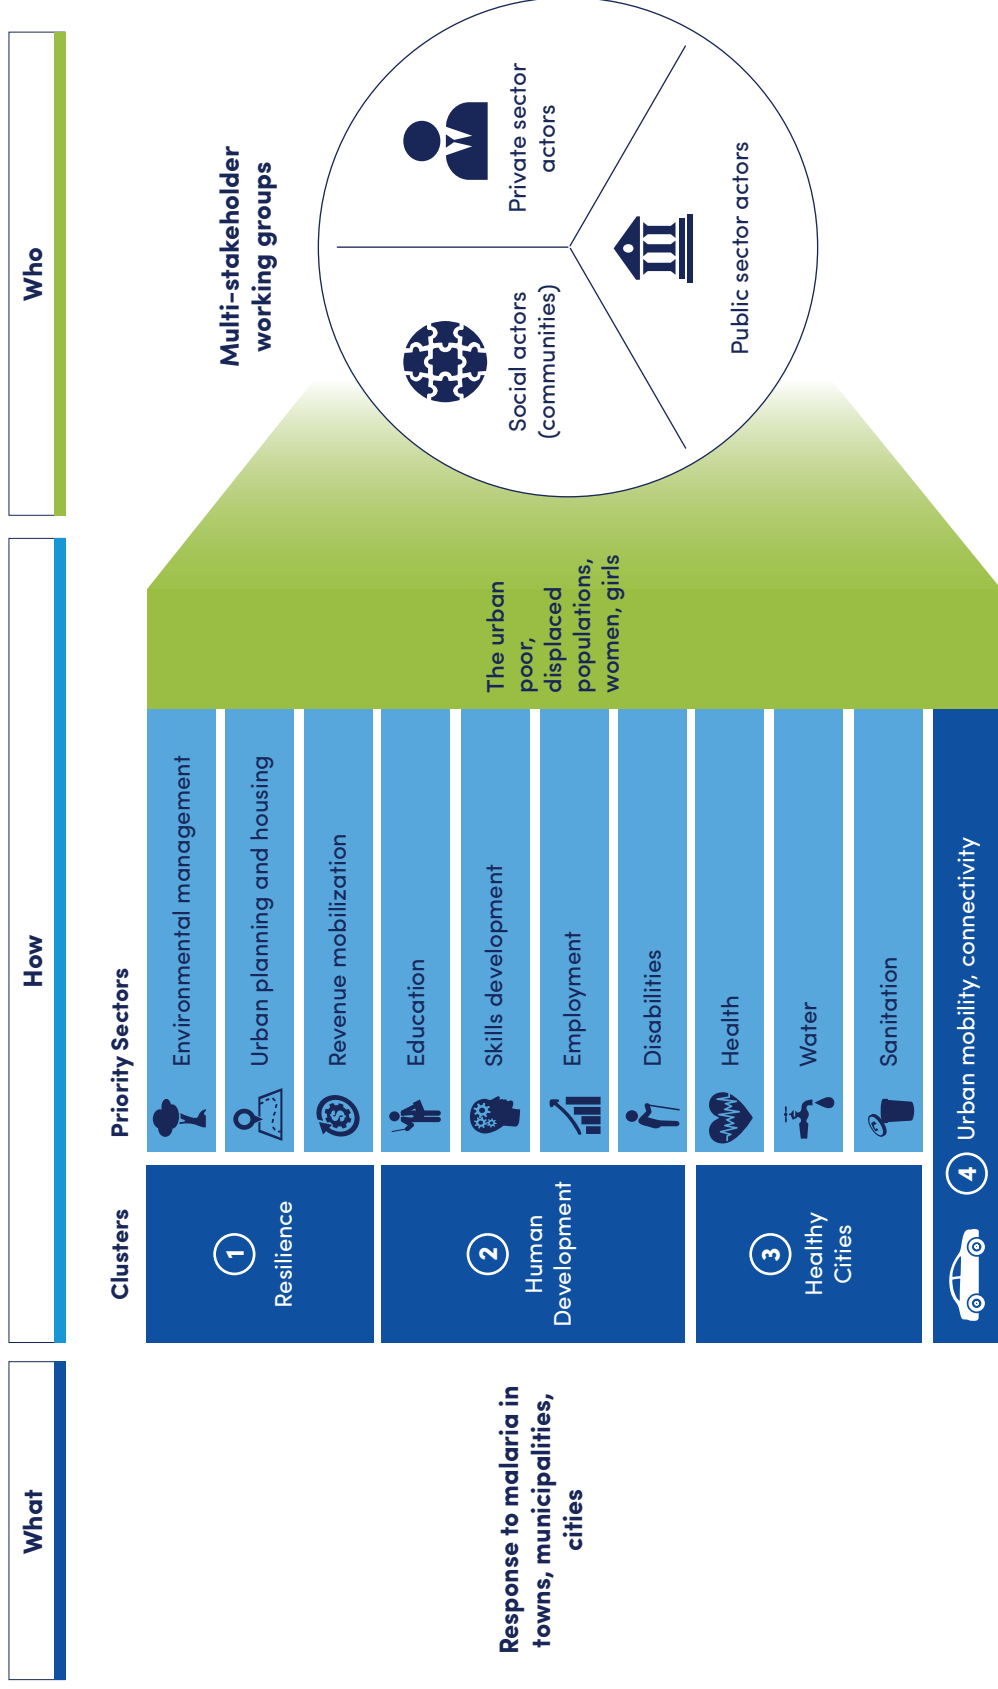 What
How
Who
Response to malaria in
towns, municipalities,
cities
Clusters
Priority Sectors
1
Resilience
Environmental management
Urban planning and housing
Revenue mobilization
2
Human
Development
Education
Skills development
Employment
Disabilities
3
Healthy
Cities
Health
Water
Sanitation
4
Urban mobility, connectivity
The urban
poor,
displaced
populations,
women, girls
Multi-stakeholder
working groups
Social actors
(communities)
Private sector
actors
Public sector actors